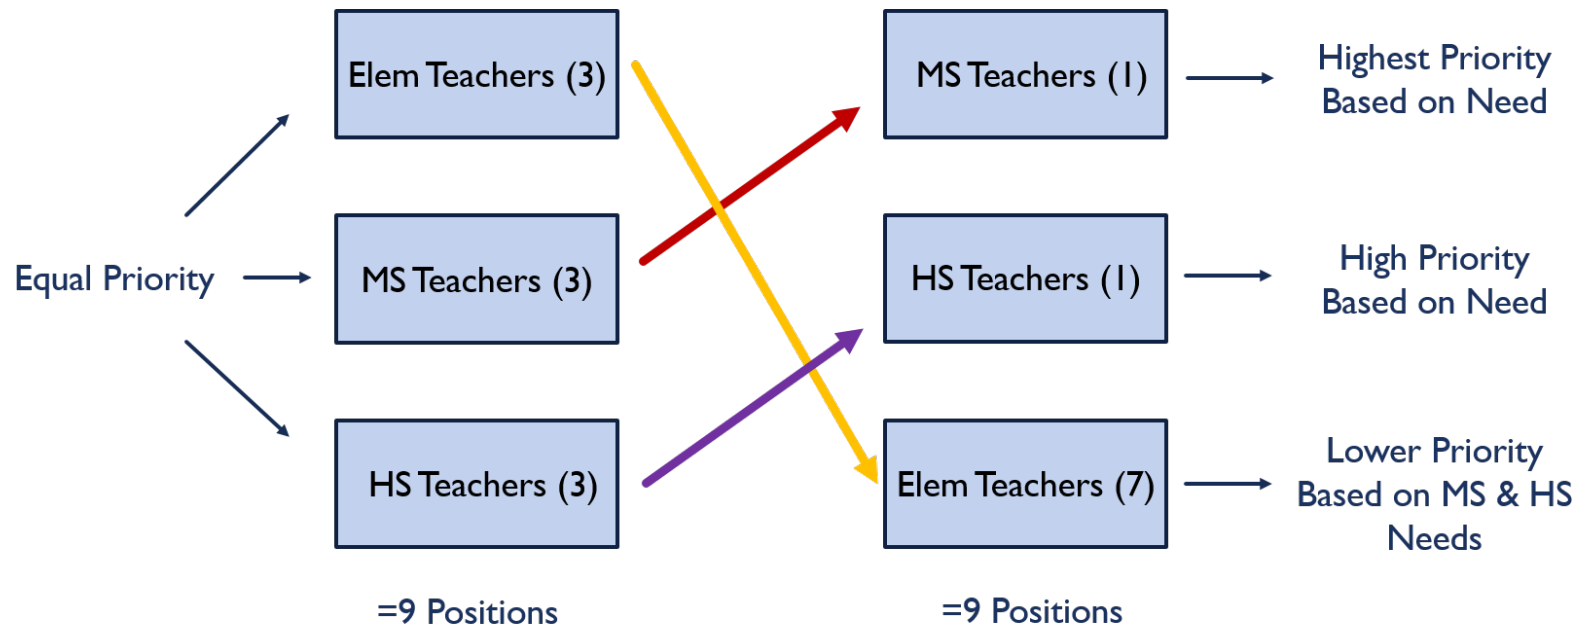 Equal Priority
Elem Teachers (3)
MS Teachers (3)
HS Teachers (3)
=9 Positions
MS Teachers (1)
HS Teachers (1)
Elem Teachers (7)
=9 Positions
Highest Priority
Based on Need
High Priority
Based on Need
Lower Priority
Based on MS & HS
Needs